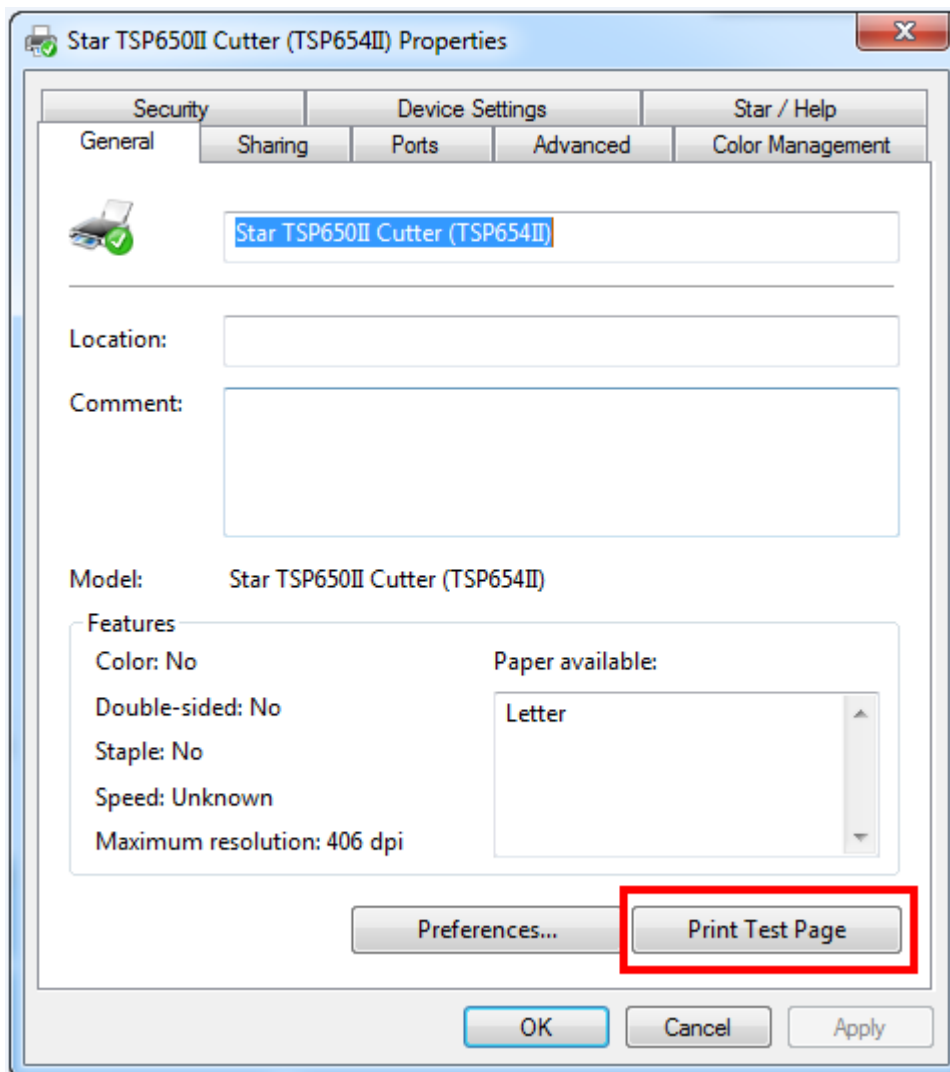 Star TSP650II Cutter (TSP654II) Properties
X
Security Device Settings Star / Help
General Sharing Ports Advanced Color Management
Star TSP650II Cutter (TSP654II)
Location:
Comment:
Model: Star TSP650II Cutter (TSP654II)
Features
Color: No Paper available:
Double-sided: No Letter
Staple: No
Speed: Unknown
Maximum resolution: 406 dpi
Preferences... Print Test Page
OK Cancel Apply